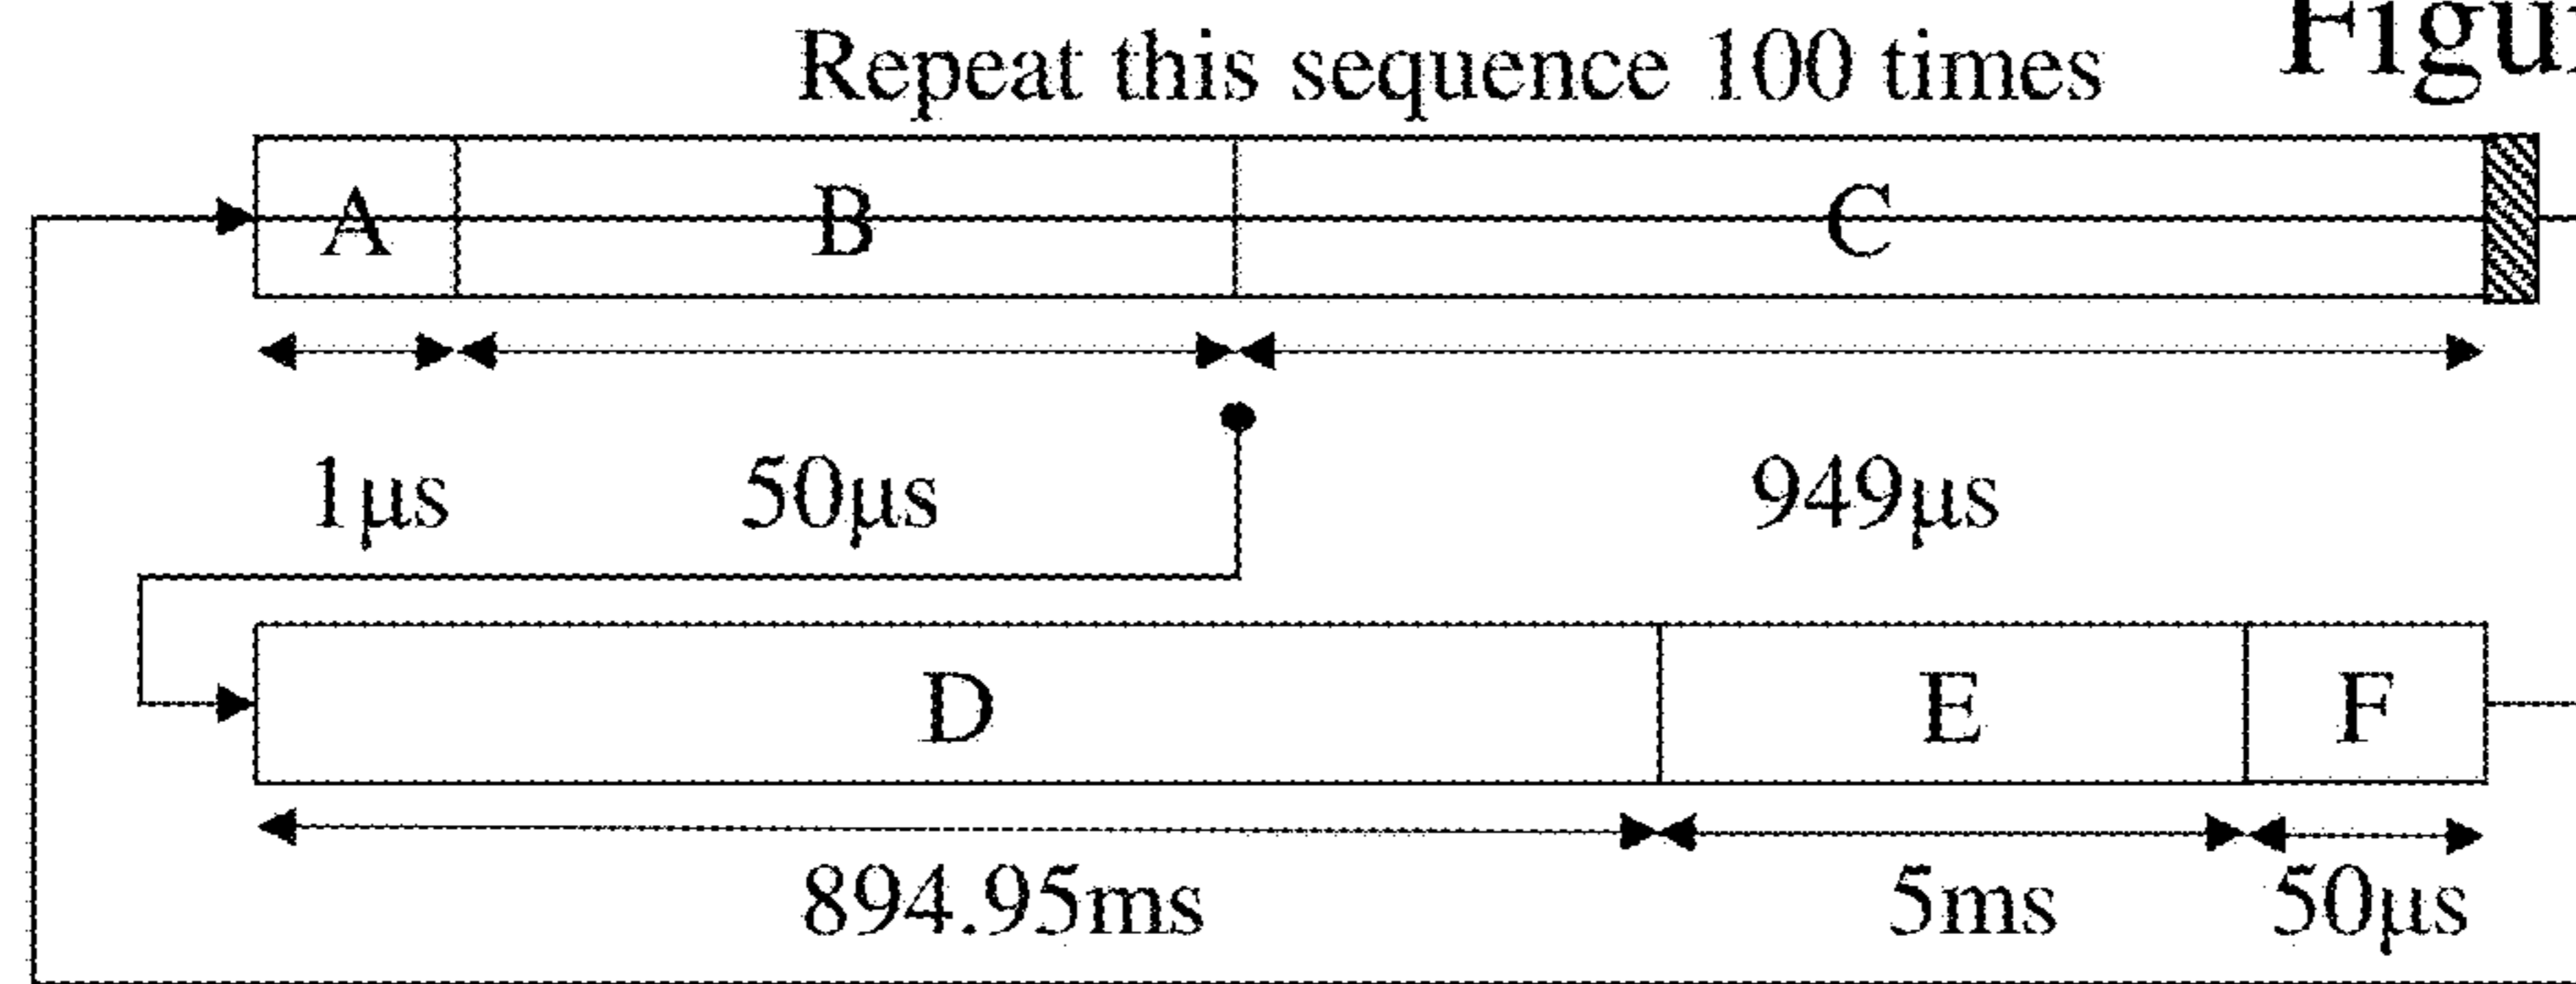 Repeat this sequence 100 times
A B C
1μs 50μs 949μs
D E F
894.95ms 5ms 50μs